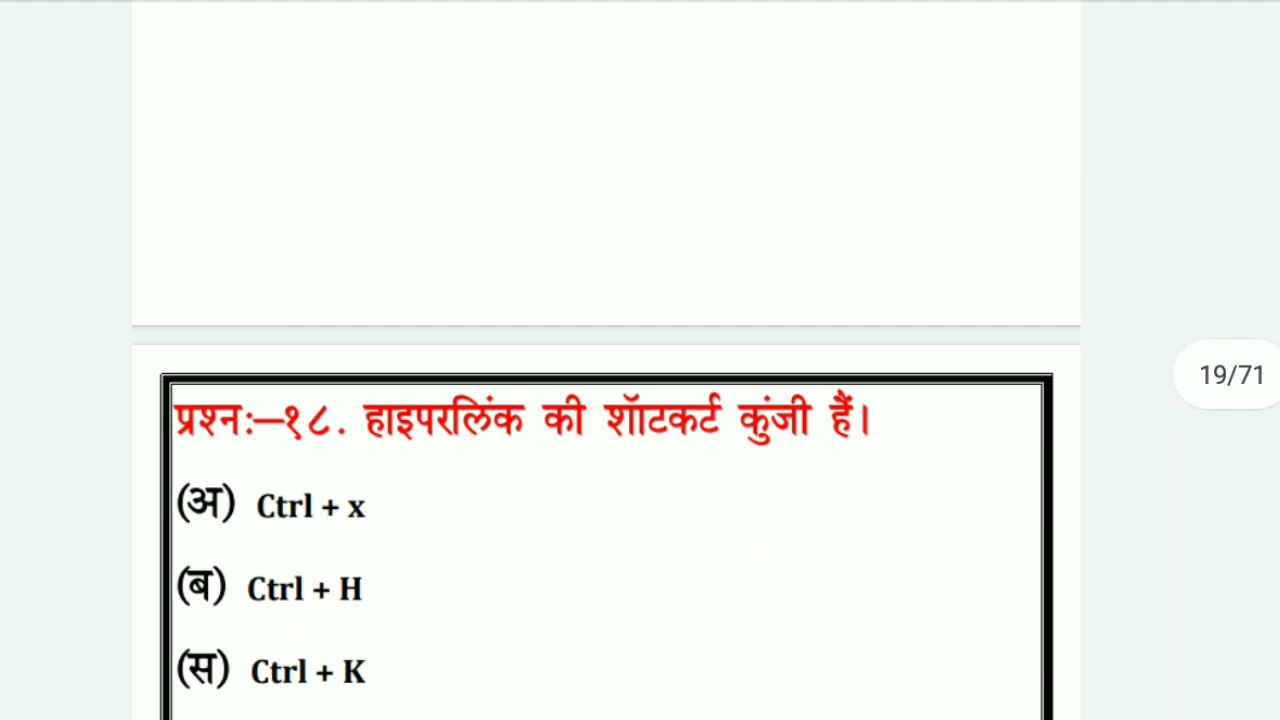 19/71
प्रश्नः–१८. हाइपरलिंक की शॅाटकर्ट कुंजी हैं।
(अ) Ctrl + x
(ब) Ctrl + H
(स) Ctrl + K